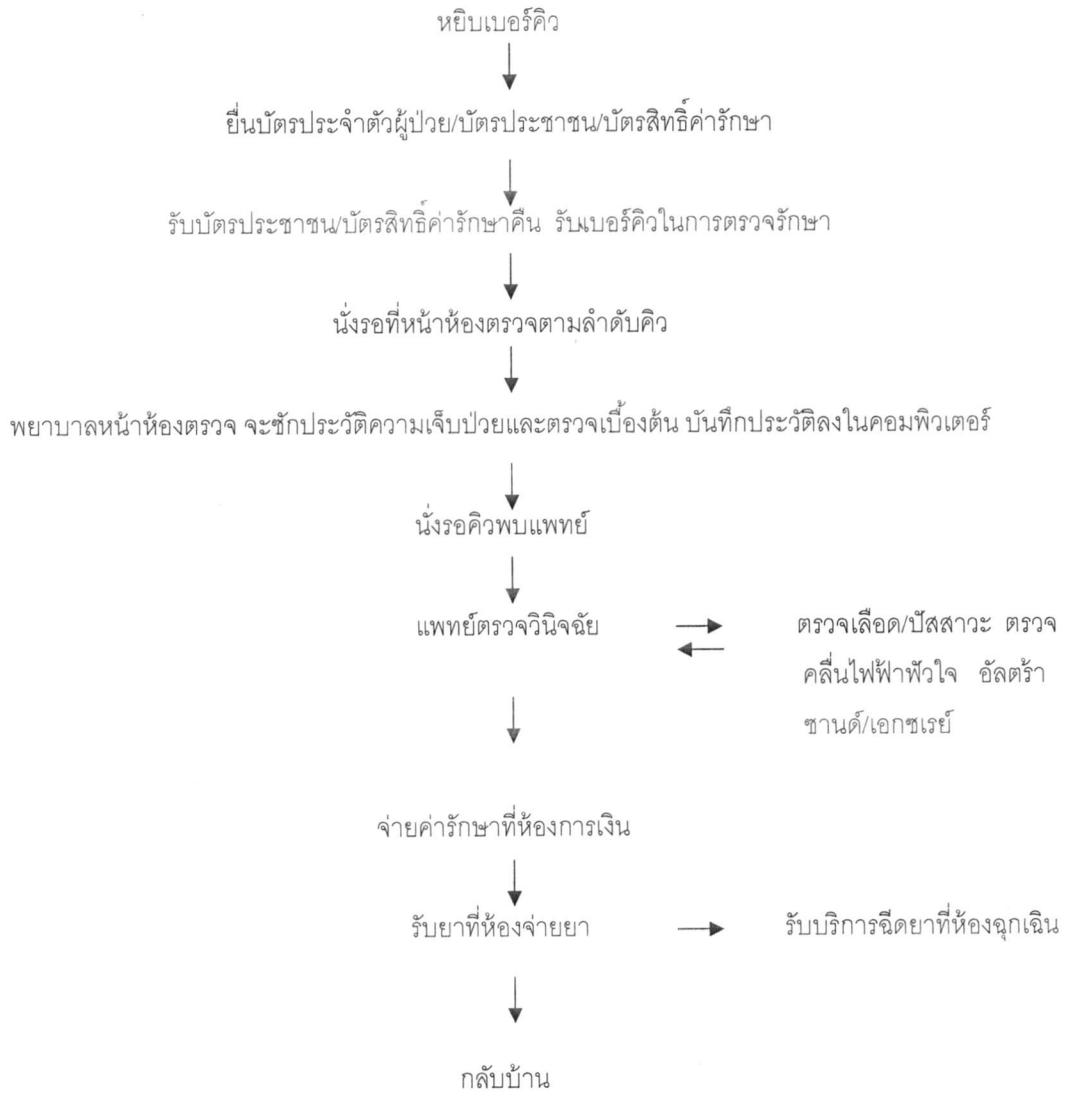 หยิบเบอร์คิว
ยื่นบัตรประจำตัวผู้ป่วย/บัตรประชาชน/บัตรสิทธิ์ค่ารักษา
รับบัตรประชาชน/บัตรสิทธิ์ค่ารักษาคืน รับเบอร์คิวในการตรวจรักษา
นั่งรอที่หน้าห้องตรวจตามลำดับคิว
พยาบาลหน้าห้องตรวจ จะซักประวัติความเจ็บป่วยและตรวจเบื้องต้น บันทึกประวัติลงในคอมพิวเตอร์
นั่งรอคิวพบแพทย์
แพทย์ตรวจวินิจฉัย
ตรวจเลือด/ปัสสาวะ ตรวจ
คลื่นไฟฟ้าหัวใจ อัลตร้า
ซานด์/เอกซเรย์
จ่ายค่ารักษาที่ห้องการเงิน
รับยาที่ห้องจ่ายยา
รับบริการฉีดยาที่ห้องฉุกเฉิน
กลับบ้าน